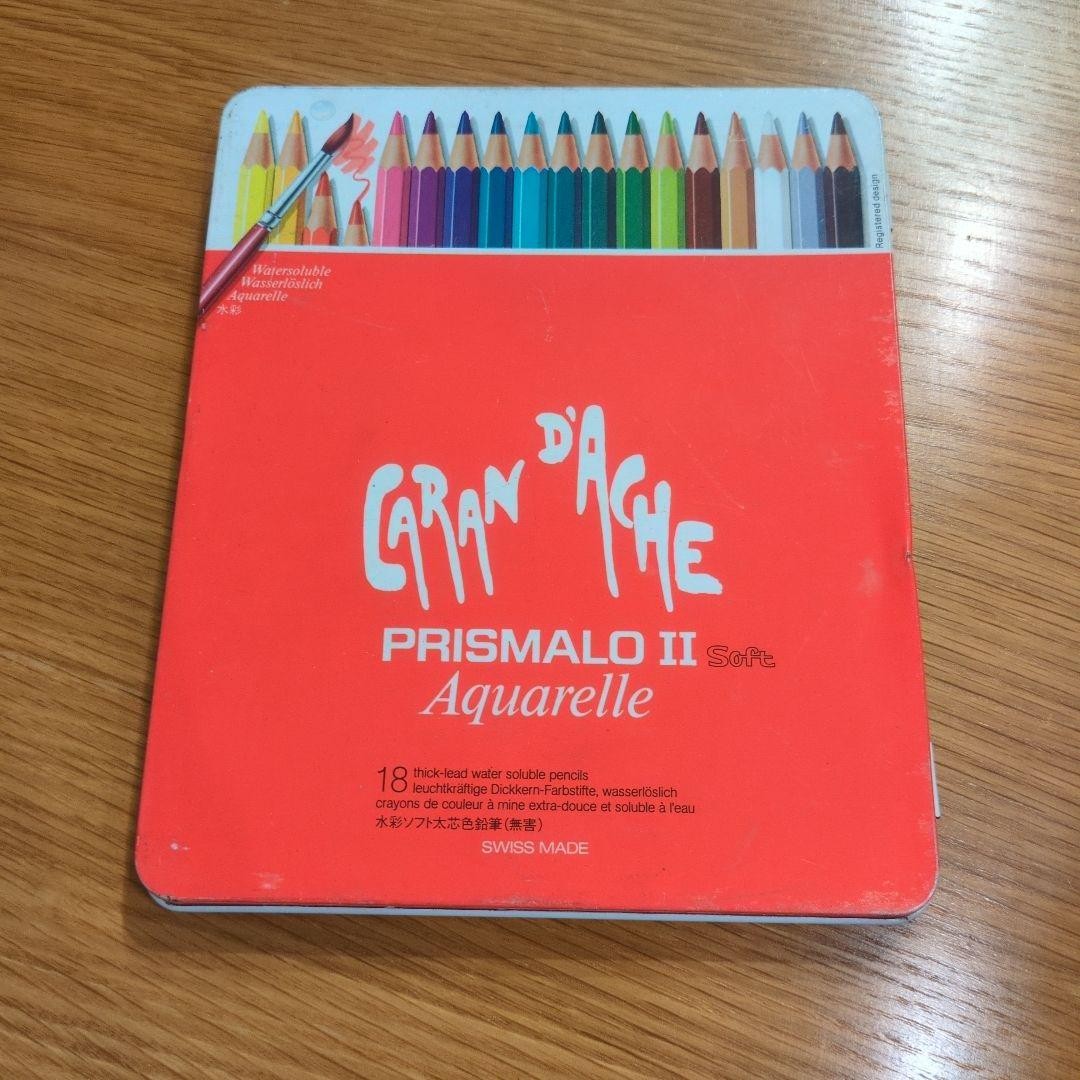 Registered design
Watersoluble
Wasserlöslich
Aquarelle
水彩
CARAN D'ACHE
PRISMALO II Soft
Aquarelle
18 thick-lead water soluble pencils
leuchtkräftige Dickkern-Farbstifte, wasserlöslich
crayons de couleur à mine extra-douce et soluble à l'eau
水彩ソフト太芯色鉛筆(無害)
SWISS MADE